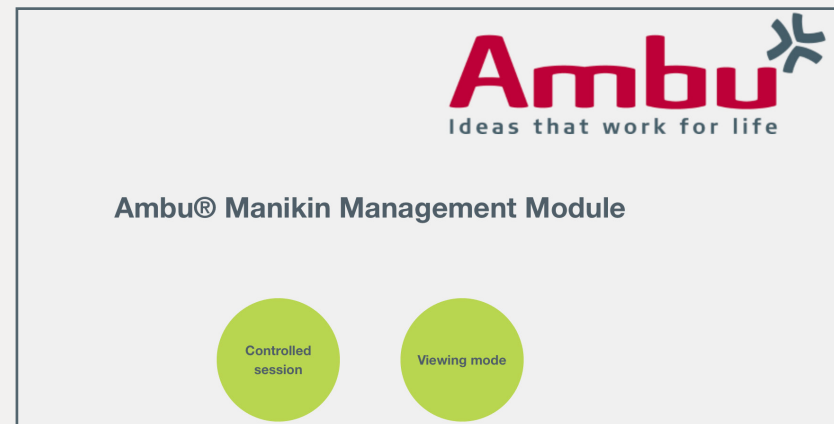 Ambu
Ideas that work for life
Ambu® Manikin Management Module
Controlled
session
Viewing mode